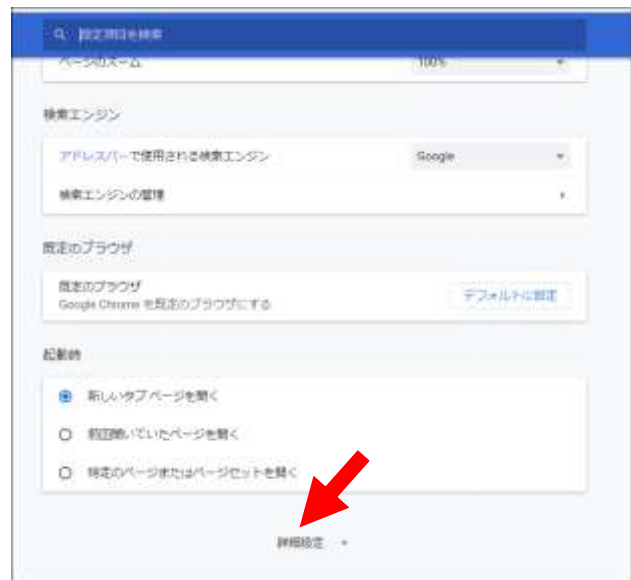 設定項目を検索
ページのズーム 100%
検索エンジン
アドレスバーで使用される検索エンジン Google
検索エンジンの管理
既定のブラウザ
既定のブラウザ デフォルトに設定
Google Chrome を既定のブラウザにする
起動時
新しいタブ ページを開く
前回開いていたページを開く
特定のページまたはページセットを開く
詳細設定